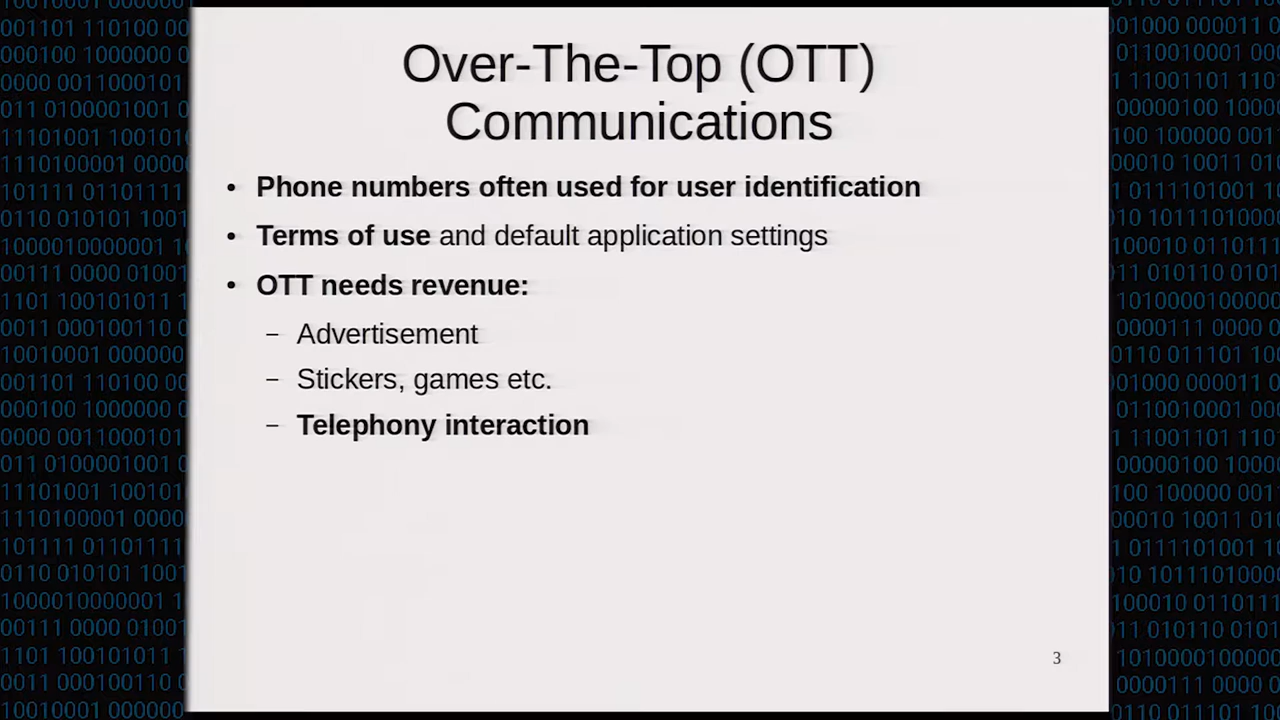 Over-The-Top (OTT)
Communications
• Phone numbers often used for user identification
• Terms of use and default application settings
• OTT needs revenue:
– Advertisement
– Stickers, games etc.
– Telephony interaction
3